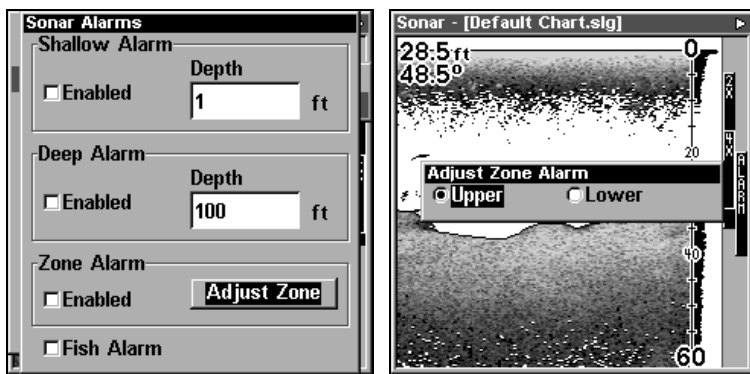 Sonar Alarms
Shallow Alarm
Depth
Enabled
1 ft
Deep Alarm
Depth
Enabled
100 ft
Zone Alarm
Enabled
Adjust Zone
Fish Alarm
Sonar - [Default Chart.slg]
28.5 ft
48.5º
0
2X
20
4X
ALARM
Adjust Zone Alarm
Upper
Lower
40
60